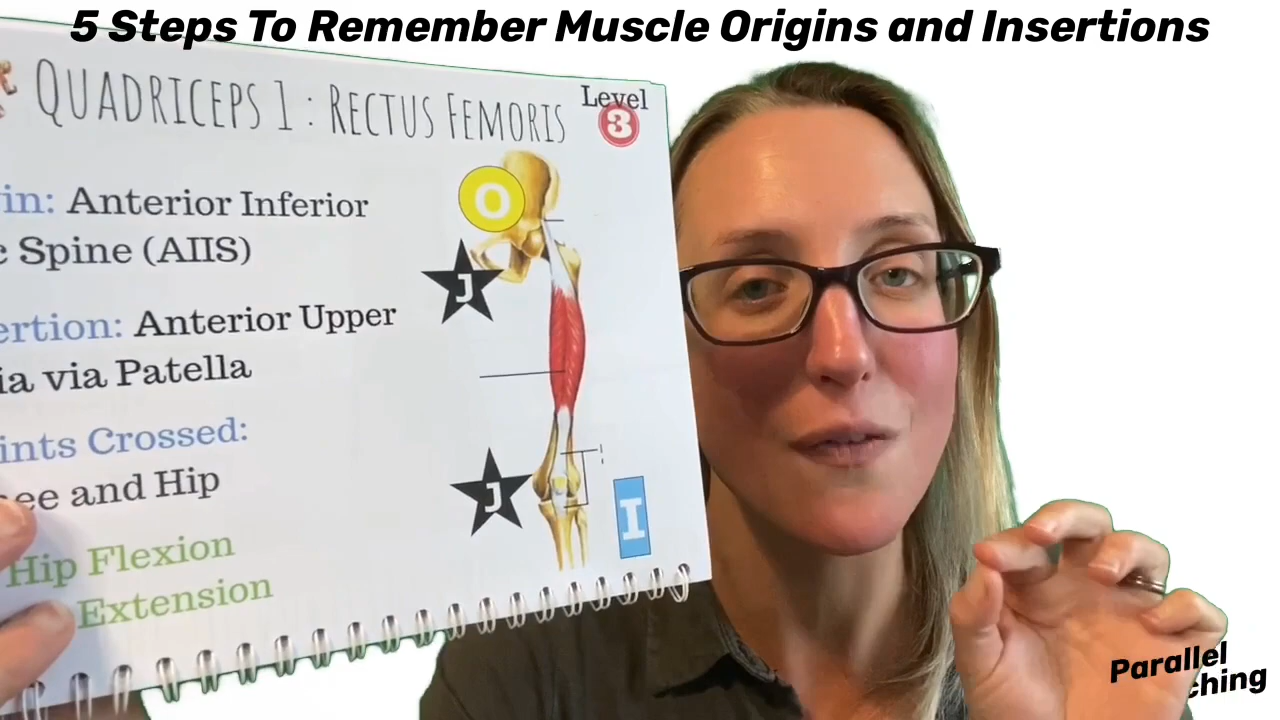 5 Steps To Remember Muscle Origins and Insertions
QUADRICEPS 1 : RECTUS FEMORIS
Level
3
in: Anterior Inferior
c Spine (AIIS)
ertion: Anterior Upper
ia via Patella
ints Crossed:
ee and Hip
Hip Flexion
Extension
O
J
J
I
Parallel
ching